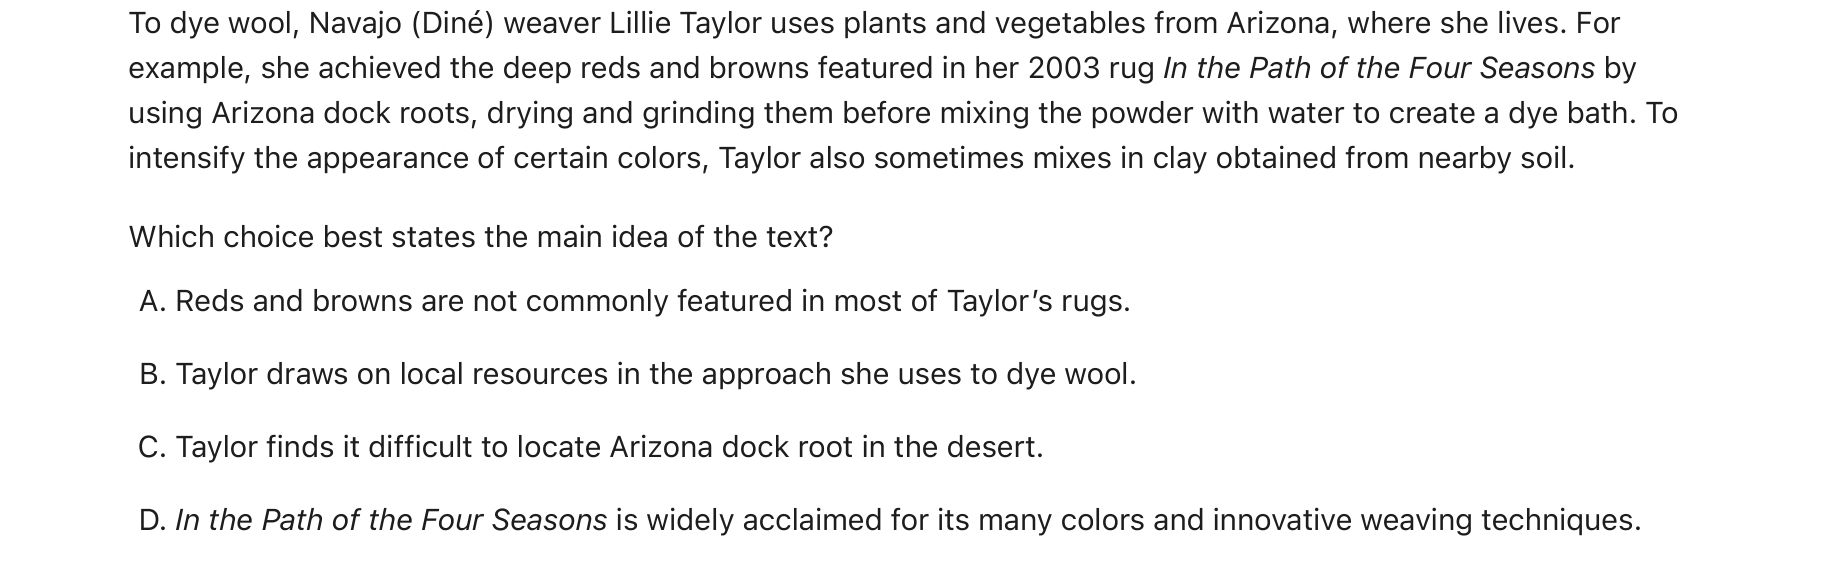 To dye wool, Navajo (Diné) weaver Lillie Taylor uses plants and vegetables from Arizona, where she lives. For
example, she achieved the deep reds and browns featured in her 2003 rug In the Path of the Four Seasons by
using Arizona dock roots, drying and grinding them before mixing the powder with water to create a dye bath. To
intensify the appearance of certain colors, Taylor also sometimes mixes in clay obtained from nearby soil.
Which choice best states the main idea of the text?
A. Reds and browns are not commonly featured in most of Taylor’s rugs.
B. Taylor draws on local resources in the approach she uses to dye wool.
C. Taylor finds it difficult to locate Arizona dock root in the desert.
D. In the Path of the Four Seasons is widely acclaimed for its many colors and innovative weaving techniques.